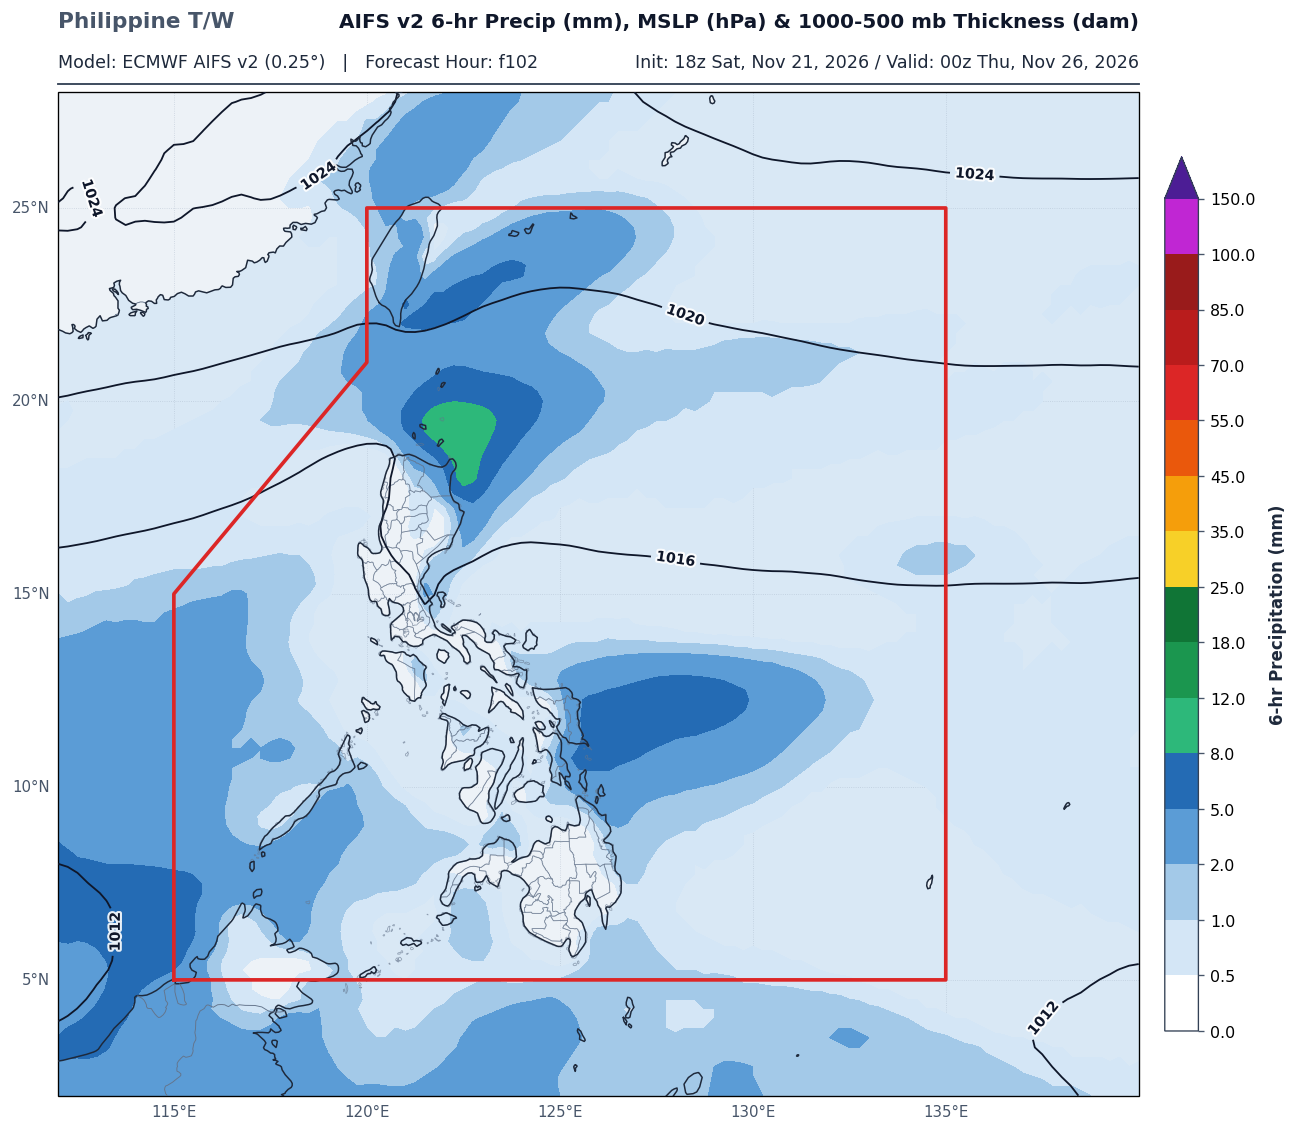 Philippine T/W
AIFS v2 6-hr Precip (mm), MSLP (hPa) & 1000-500 mb Thickness (dam)
Model: ECMWF AIFS v2 (0.25°) | Forecast Hour: f102
Init: 18z Sat, Nov 21, 2026 / Valid: 00z Thu, Nov 26, 2026
1024
1024
1024
1020
1016
1012
1012
25°N
20°N
15°N
10°N
5°N
115°E
120°E
125°E
130°E
135°E
150.0
100.0
85.0
70.0
55.0
45.0
35.0
25.0
18.0
12.0
8.0
5.0
2.0
1.0
0.5
0.0
6-hr Precipitation (mm)